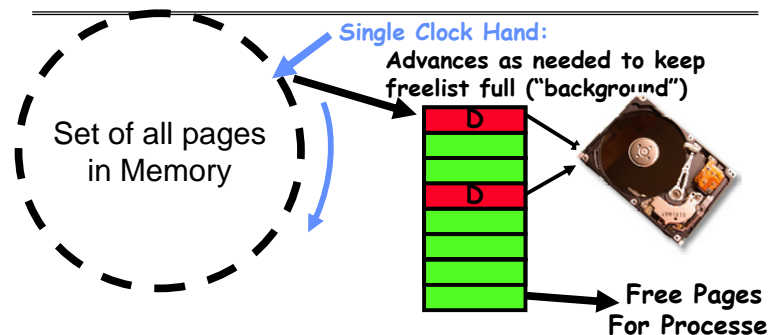 Single Clock Hand:
Advances as needed to keep
freelist full ("background")
Set of all pages
in Memory
D
D
Free Pages
For Processe